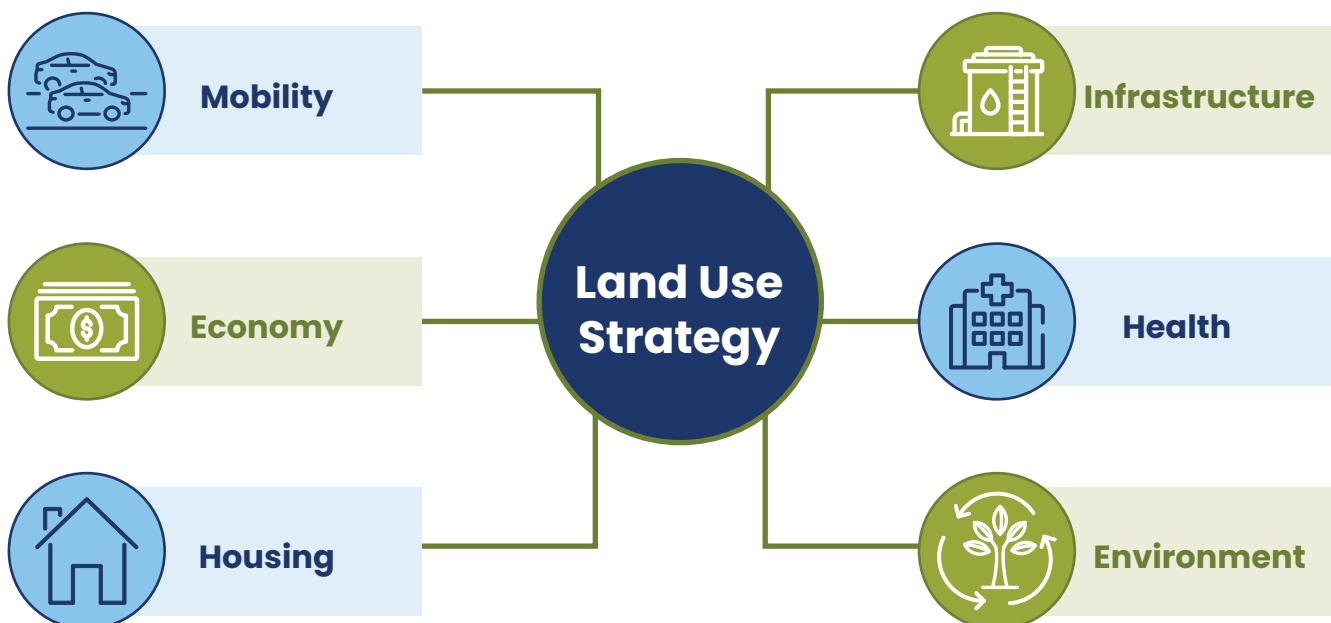 Mobility
Infrastructure
Land Use
Strategy
Economy
Health
Housing
Environment